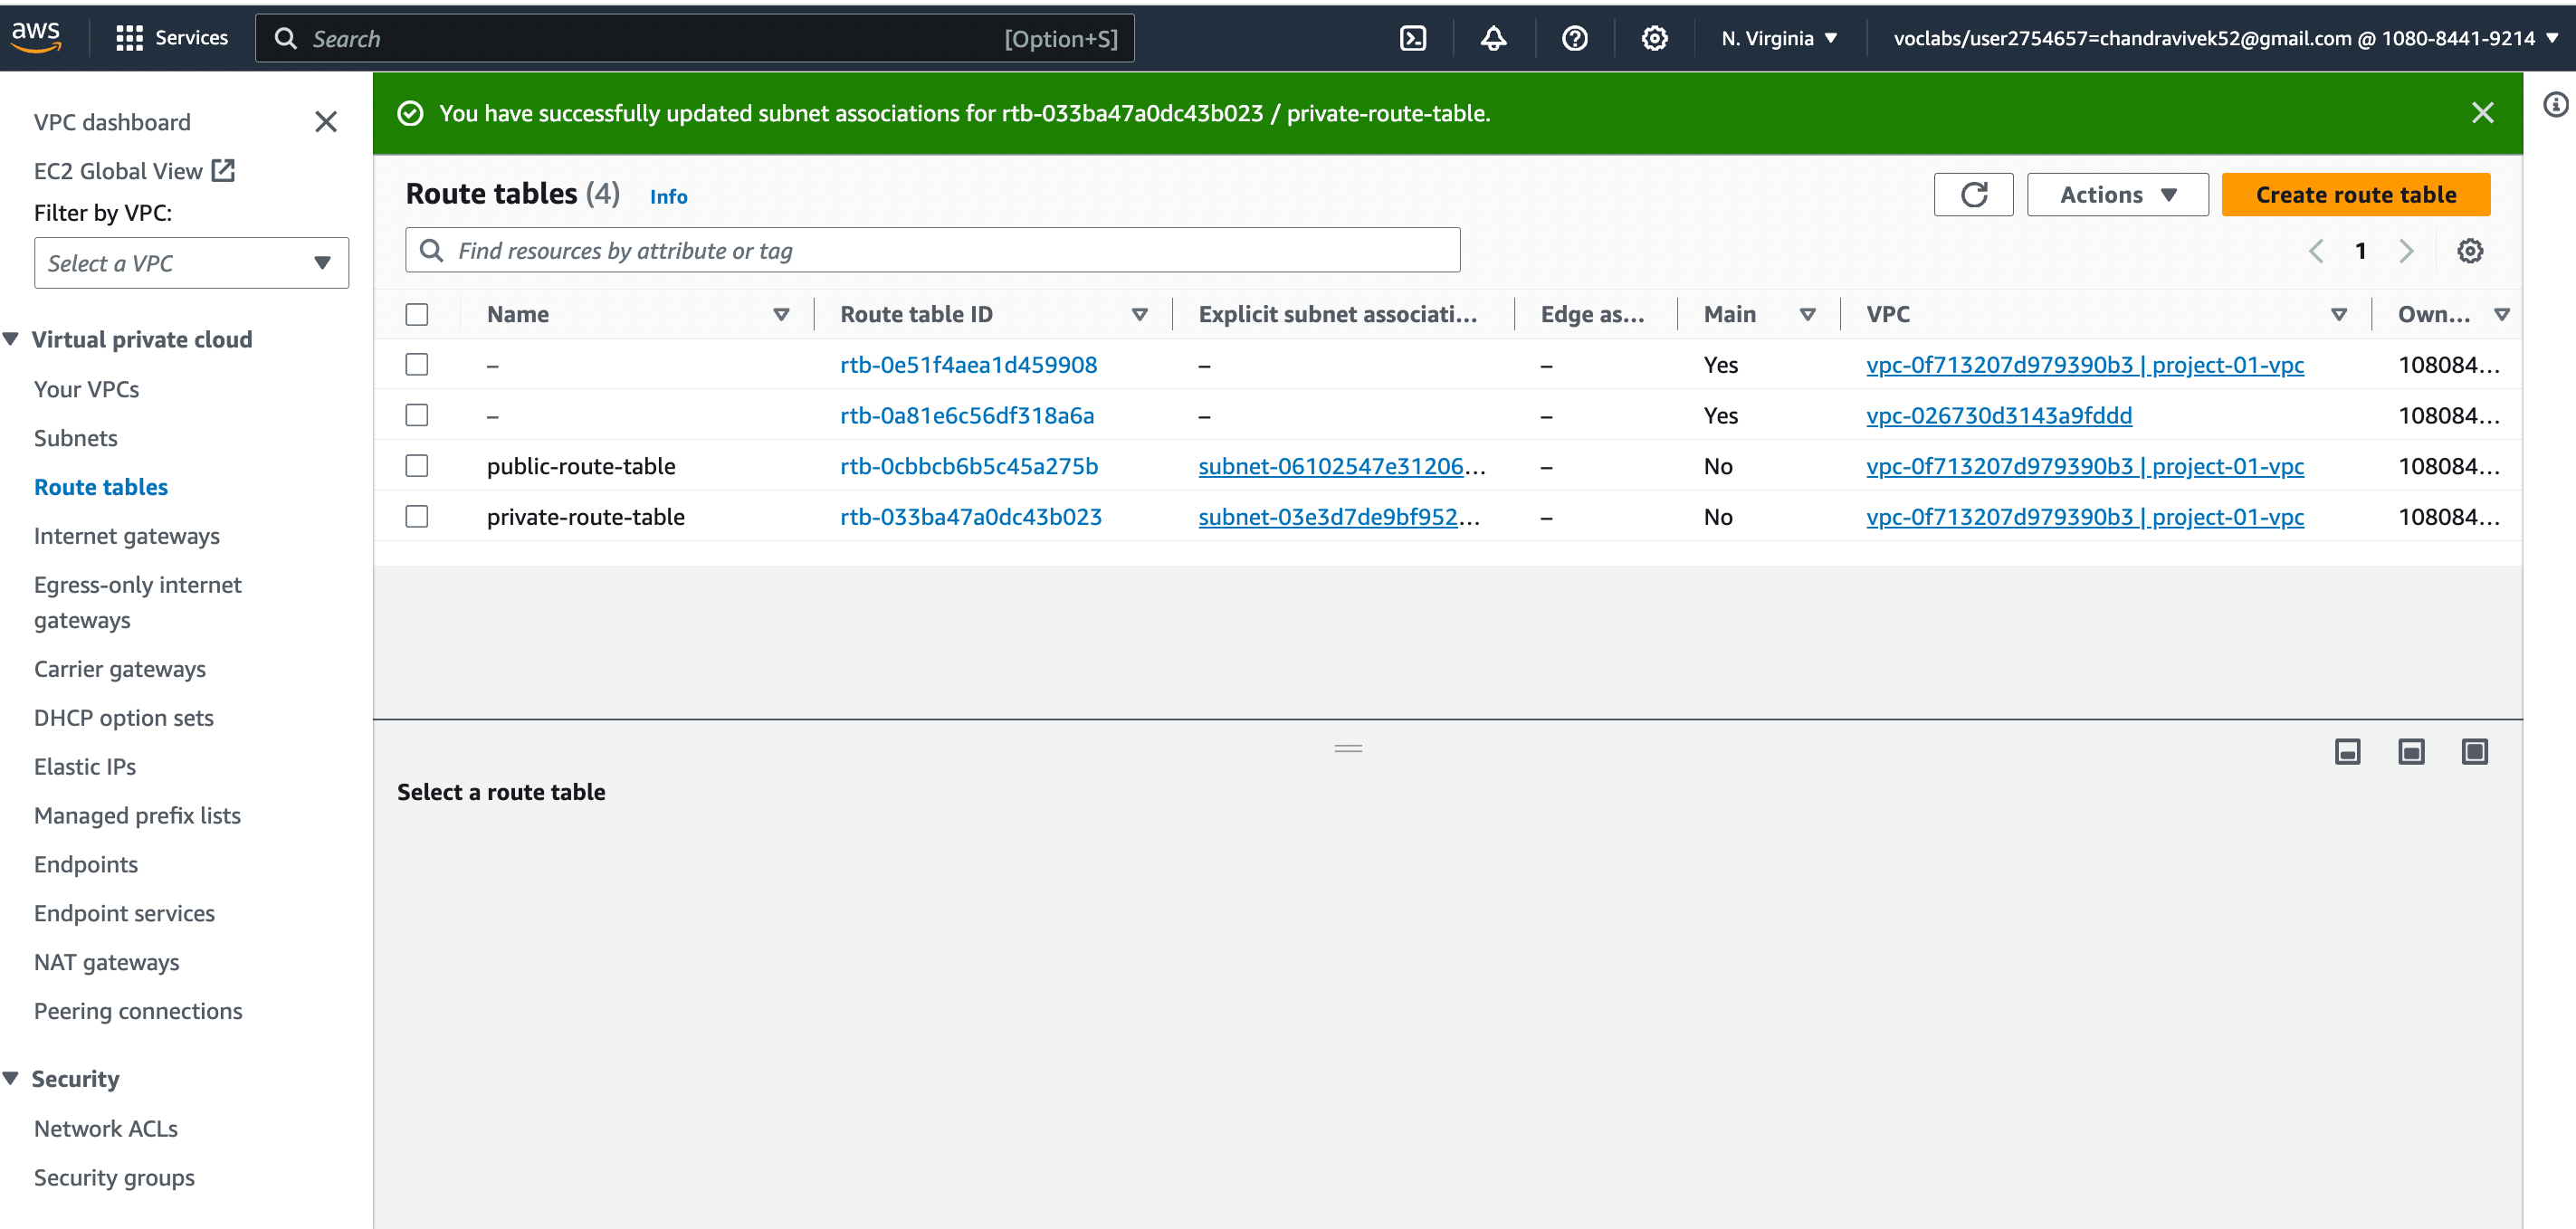 aws
Services
Search [Option+S]
N. Virginia
voclabs/user2754657=chandravivek52@gmail.com @ 1080-8441-9214
VPC dashboard
EC2 Global View
Filter by VPC:
Select a VPC
Virtual private cloud
Your VPCs
Subnets
Route tables
Internet gateways
Egress-only internet
gateways
Carrier gateways
DHCP option sets
Elastic IPs
Managed prefix lists
Endpoints
Endpoint services
NAT gateways
Peering connections
Security
Network ACLs
Security groups
You have successfully updated subnet associations for rtb-033ba47a0dc43b023 / private-route-table.
Route tables (4) Info
Actions
Create route table
Find resources by attribute or tag
1
Name Route table ID Explicit subnet associati... Edge as... Main VPC Own...
– rtb-0e51f4aea1d459908 – – Yes vpc-0f713207d979390b3 | project-01-vpc 108084...
– rtb-0a81e6c56df318a6a – – Yes vpc-026730d3143a9fddd 108084...
public-route-table rtb-0cbbcb6b5c45a275b subnet-06102547e31206... – No vpc-0f713207d979390b3 | project-01-vpc 108084...
private-route-table rtb-033ba47a0dc43b023 subnet-03e3d7de9bf952... – No vpc-0f713207d979390b3 | project-01-vpc 108084...
Select a route table